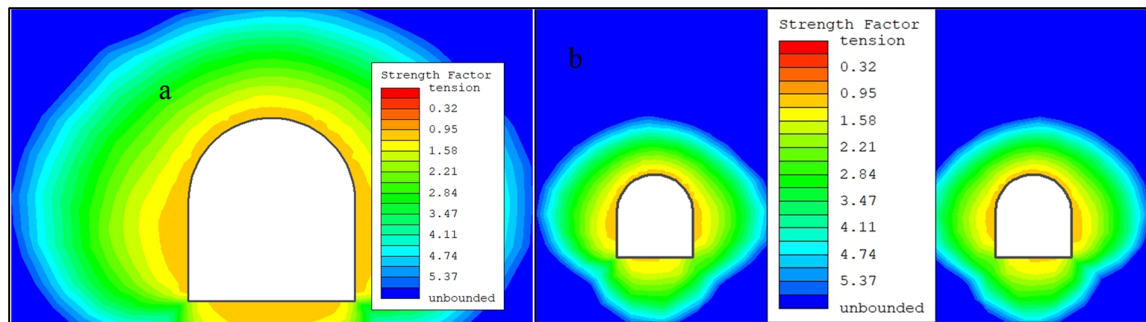 a
Strength Factor
tension
0.32
0.95
1.58
2.21
2.84
3.47
4.11
4.74
5.37
unbounded
b
Strength Factor
tension
0.32
0.95
1.58
2.21
2.84
3.47
4.11
4.74
5.37
unbounded